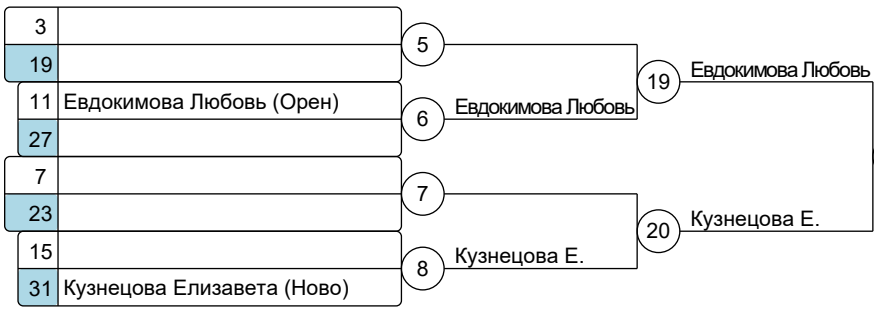 3
5
19
19 Евдокимова Любовь
11 Евдокимова Любовь (Орен)
6 Евдокимова Любовь
27
7
7
23
20 Кузнецова Е.
15
8 Кузнецова Е.
31 Кузнецова Елизавета (Ново)